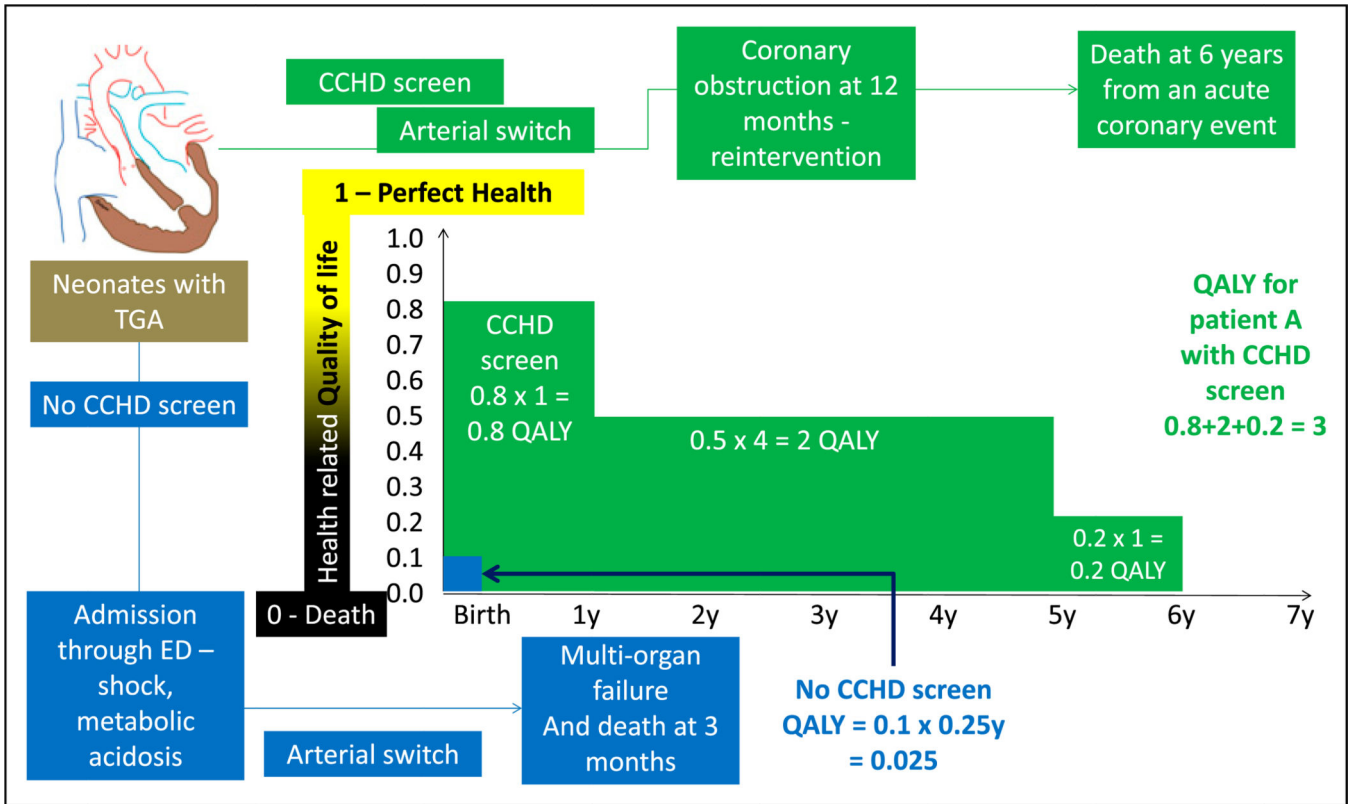 CCHD screen
Arterial switch
Coronary
obstruction at 12
months -
reintervention
Death at 6 years
from an acute
coronary event
1 – Perfect Health
Neonates with
TGA
No CCHD screen
Health related Quality of life
1.0
0.9
0.8
0.7
0.6
0.5
0.4
0.3
0.2
0.1
0.0
CCHD
screen
0.8 x 1 =
0.8 QALY
0.5 x 4 = 2 QALY
0.2 x 1 =
0.2 QALY
QALY for
patient A
with CCHD
screen
0.8+2+0.2 = 3
0 - Death
Birth 1y 2y 3y 4y 5y 6y 7y
Admission
through ED –
shock,
metabolic
acidosis
Arterial switch
Multi-organ
failure
And death at 3
months
No CCHD screen
QALY = 0.1 x 0.25y
= 0.025